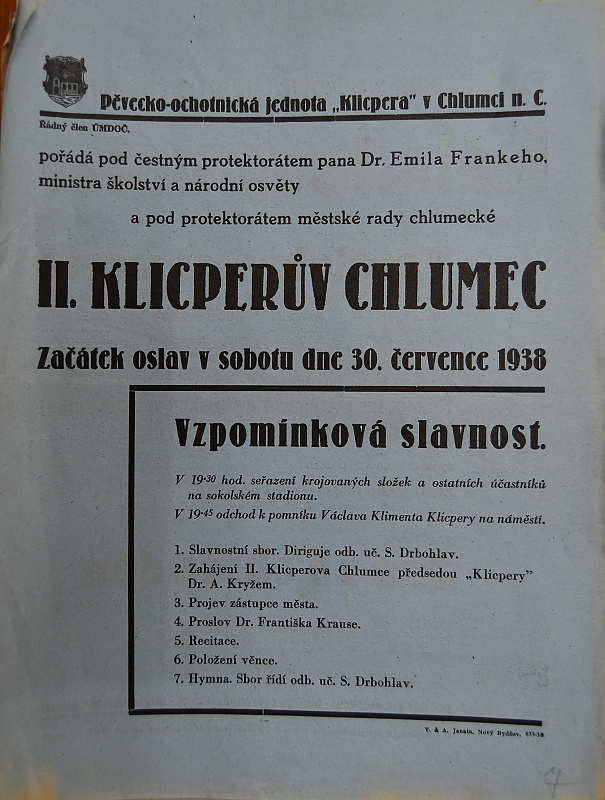 Pěvecko-ochotnická jednota „Klicpera" v Chlumci n. C.
Řádný člen ÚMDOČ.
pořádá pod čestným protektorátem pana Dr. Emila Frankeho,
ministra školství a národní osvěty
a pod protektorátem městské rady chlumecké
II. KLICPERŮV CHLUMEC
Začátek oslav v sobotu dne 30. července 1938
Vzpomínková slavnost.
V 19·30 hod. seřazení krojovaných složek a ostatních účastníků
na sokolském stadionu.
V 19·45 odchod k pomníku Václava Klimenta Klicpery na náměstí.
1. Slavnostní sbor. Diriguje odb. uč. S. Drbohlav.
2. Zahájení II. Klicperova Chlumce předsedou „Klicpery"
Dr. A. Kryžem.
3. Projev zástupce města.
4. Proslov Dr. Františka Krause.
5. Recitace.
6. Položení věnce.
7. Hymna. Sbor řídí odb. uč. S. Drbohlav.
V. & A. Janata, Nový Bydžov, 835-38
7